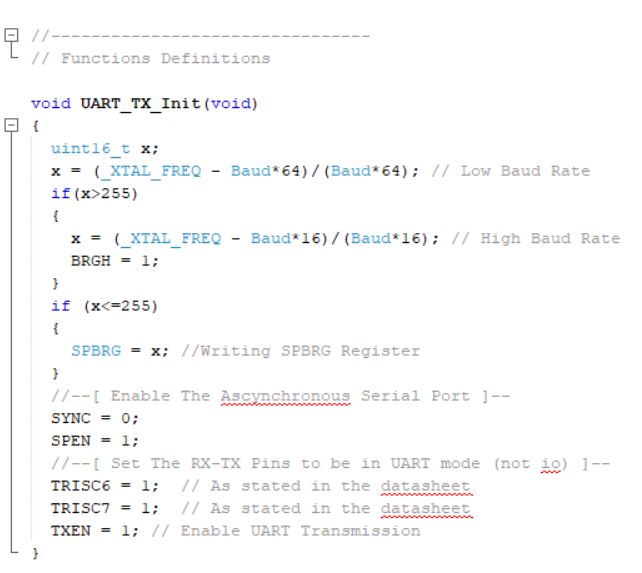 //--------------------------------
// Functions Definitions
void UART_TX_Init(void)
{
uint16_t x;
x = (_XTAL_FREQ - Baud*64)/(Baud*64); // Low Baud Rate
if(x>255)
{
x = (_XTAL_FREQ - Baud*16)/(Baud*16); // High Baud Rate
BRGH = 1;
}
if (x<=255)
{
SPBRG = x; //Writing SPBRG Register
}
//--[ Enable The Ascynchronous Serial Port ]--
SYNC = 0;
SPEN = 1;
//--[ Set The RX-TX Pins to be in UART mode (not io) ]--
TRISC6 = 1; // As stated in the datasheet
TRISC7 = 1; // As stated in the datasheet
TXEN = 1; // Enable UART Transmission
}